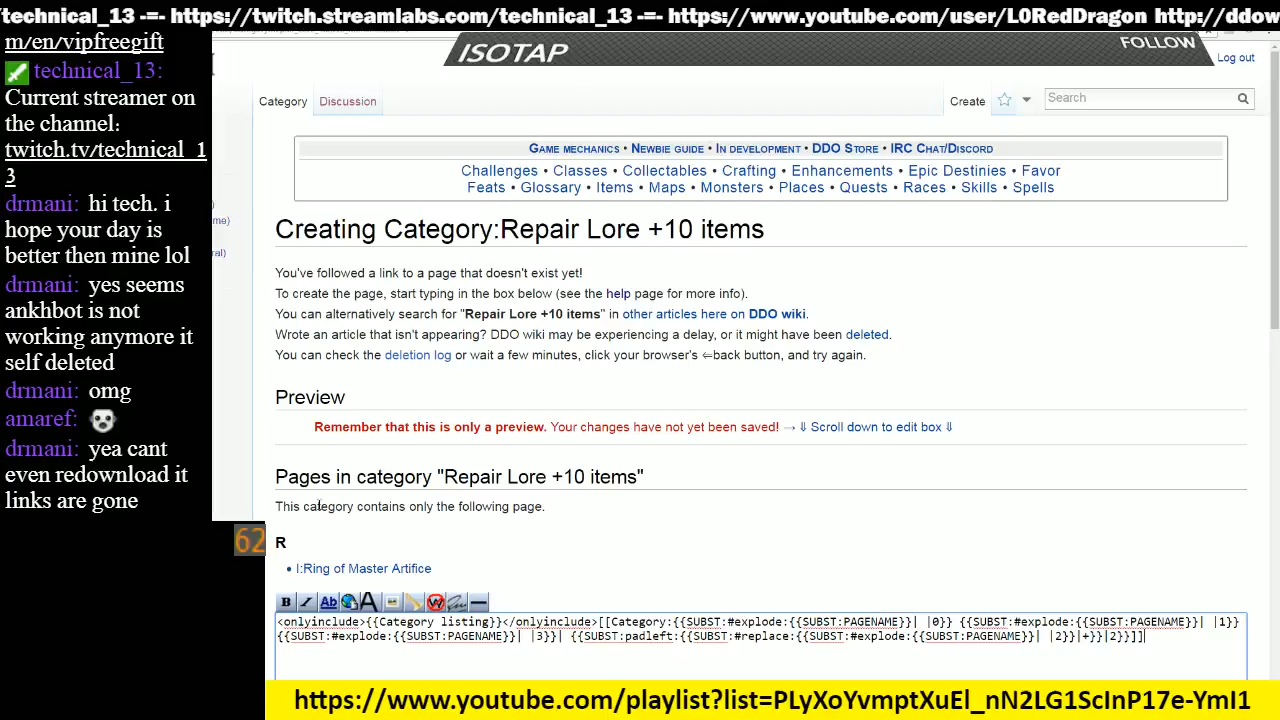 /technical_13 -=- https://twitch.streamlabs.com/technical_13 -=- https://www.youtube.com/user/L0RedDragon http://ddow
m/en/vipfreegift
technical_13:
Current streamer on
the channel:
twitch.tv/technical_1
3
drmani: hi tech. i
hope your day is
better then mine lol
drmani: yes seems
ankhbot is not
working anymore it
self deleted
drmani: omg
amaref:
drmani: yea cant
even redownload it
links are gone
62
ISOTAP
FOLLOW
Log out
Category Discussion Create Search
me)
ral)
Game mechanics • Newbie guide • In development • DDO Store • IRC Chat/Discord
Challenges • Classes • Collectables • Crafting • Enhancements • Epic Destinies • Favor
Feats • Glossary • Items • Maps • Monsters • Places • Quests • Races • Skills • Spells
Creating Category:Repair Lore +10 items
You've followed a link to a page that doesn't exist yet!
To create the page, start typing in the box below (see the help page for more info).
You can alternatively search for "Repair Lore +10 items" in other articles here on DDO wiki.
Wrote an article that isn't appearing? DDO wiki may be experiencing a delay, or it might have been deleted.
You can check the deletion log or wait a few minutes, click your browser's ⇐back button, and try again.
Preview
Remember that this is only a preview. Your changes have not yet been saved! → ⇓ Scroll down to edit box ⇓
Pages in category "Repair Lore +10 items"
This category contains only the following page.
R
• I:Ring of Master Artifice
B I Ab A W
<onlyinclude>{{Category listing}}</onlyinclude>[[Category:{{SUBST:#explode:{{SUBST:PAGENAME}}| |0}} {{SUBST:#explode:{{SUBST:PAGENAME}}| |1}}
{{SUBST:#explode:{{SUBST:PAGENAME}}| |3}}| {{SUBST:padleft:{{SUBST:#replace:{{SUBST:#explode:{{SUBST:PAGENAME}}| |2}}|+}}|2}}]]
https://www.youtube.com/playlist?list=PLyXoYvmptXuEl_nN2LG1ScInP17e-YmI1